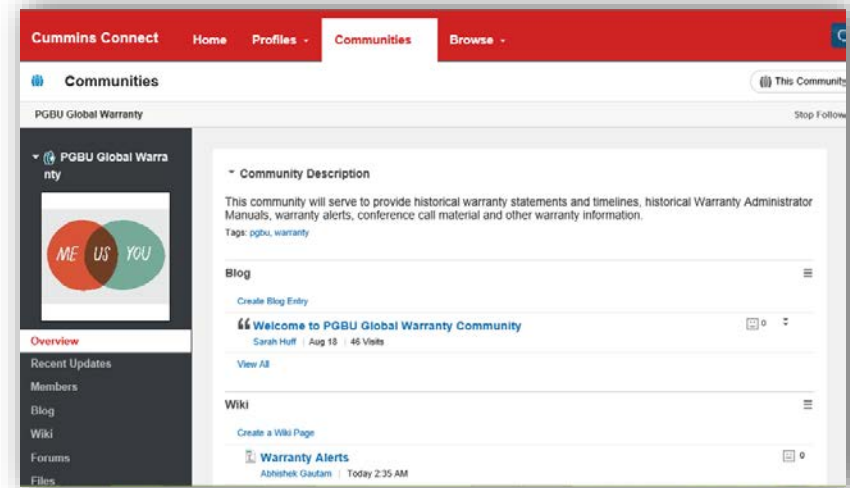 Cummins Connect Home Profiles Communities Browse
Communities
This Community
PGBU Global Warranty
Stop Follow
PGBU Global Warra
nty
ME US YOU
Overview
Recent Updates
Members
Blog
Wiki
Forums
Files
Community Description
This community will serve to provide historical warranty statements and timelines, historical Warranty Administrator
Manuals, warranty alerts, conference call material and other warranty information.
Tags: pgbu, warranty
Blog
Create Blog Entry
Welcome to PGBU Global Warranty Community
0
Sarah Huff | Aug 18 | 46 Visits
View All
Wiki
Create a Wiki Page
Warranty Alerts
0
Abhishek Gautam | Today 2:35 AM